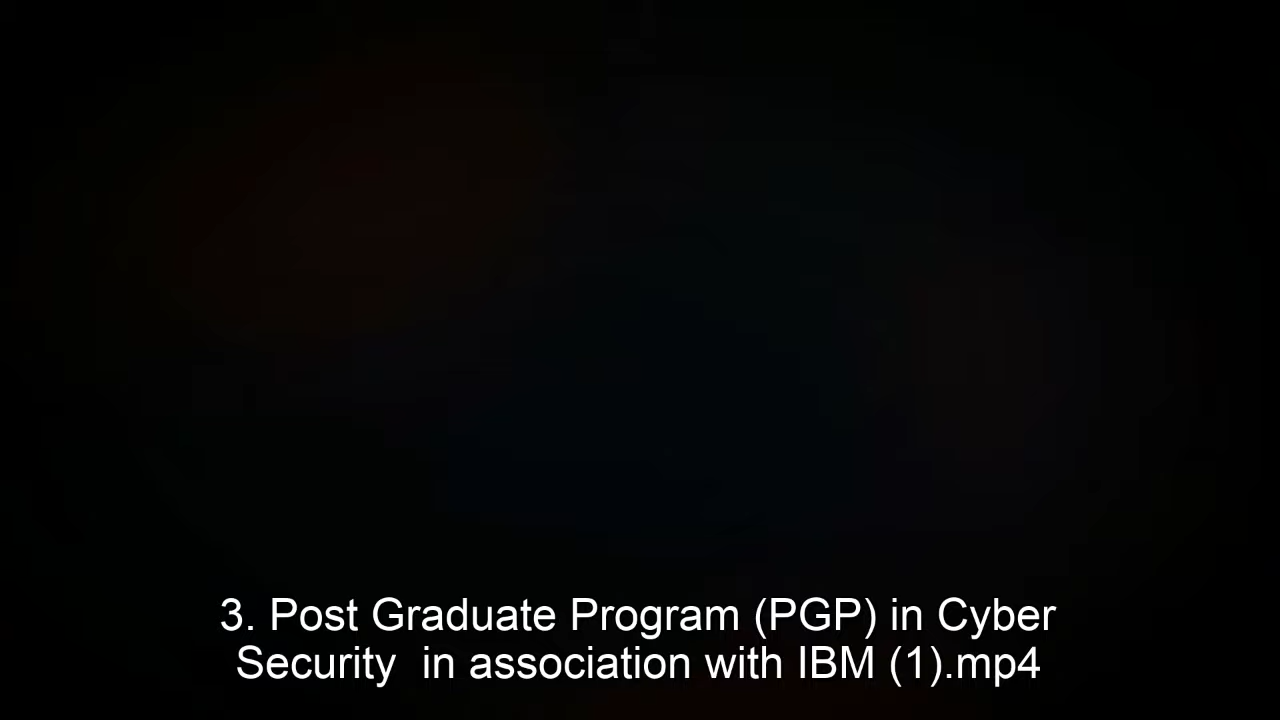 3. Post Graduate Program (PGP) in Cyber
Security  in association with IBM (1).mp4